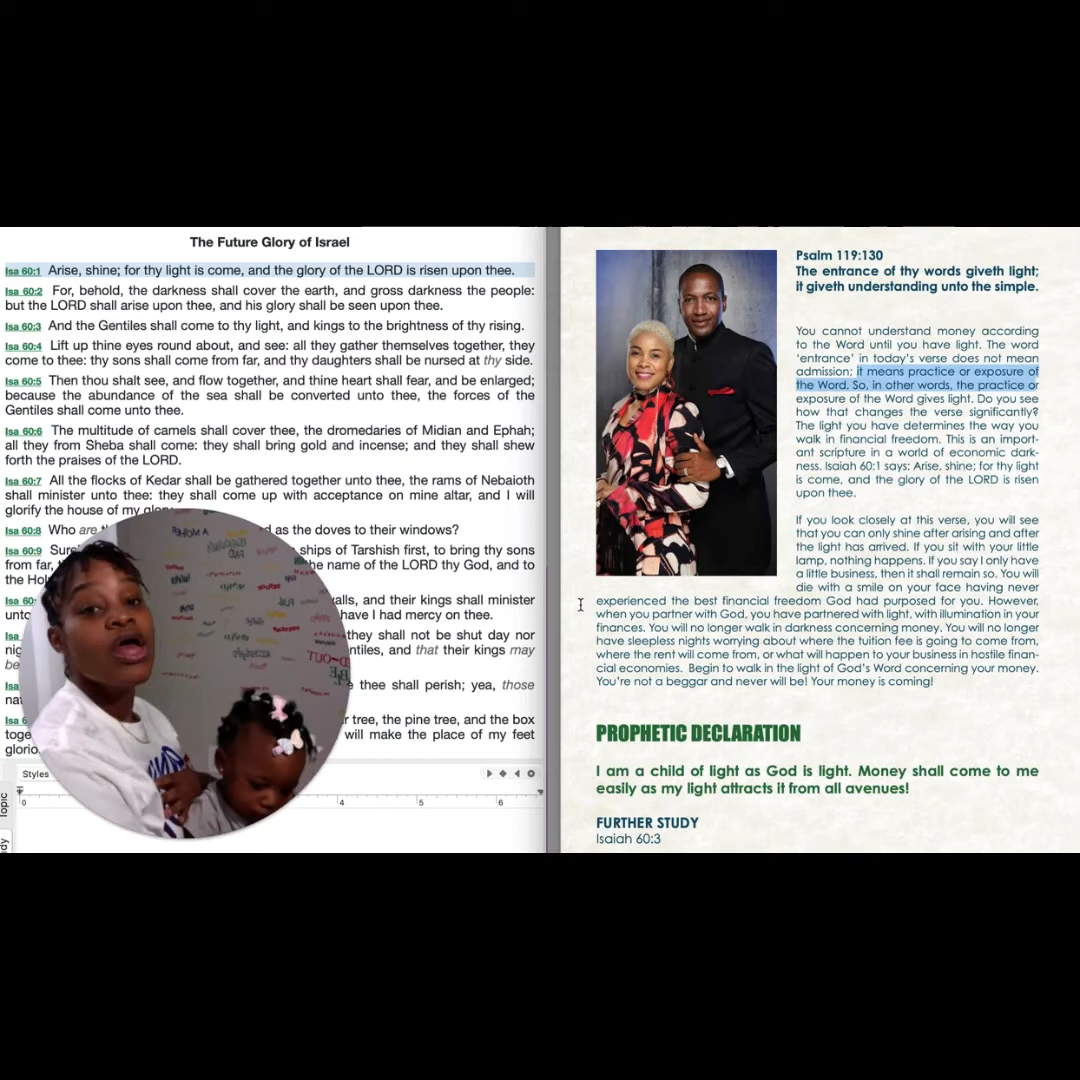 The Future Glory of Israel
Isa 60:1 Arise, shine; for thy light is come, and the glory of the LORD is risen upon thee.
Isa 60:2 For, behold, the darkness shall cover the earth, and gross darkness the people:
but the LORD shall arise upon thee, and his glory shall be seen upon thee.
Isa 60:3 And the Gentiles shall come to thy light, and kings to the brightness of thy rising.
Isa 60:4 Lift up thine eyes round about, and see: all they gather themselves together, they
come to thee: thy sons shall come from far, and thy daughters shall be nursed at thy side.
Isa 60:5 Then thou shalt see, and flow together, and thine heart shall fear, and be enlarged;
because the abundance of the sea shall be converted unto thee, the forces of the
Gentiles shall come unto thee.
Isa 60:6 The multitude of camels shall cover thee, the dromedaries of Midian and Ephah;
all they from Sheba shall come: they shall bring gold and incense; and they shall shew
forth the praises of the LORD.
Isa 60:7 All the flocks of Kedar shall be gathered together unto thee, the rams of Nebaioth
shall minister unto thee: they shall come up with acceptance on mine altar, and I will
glorify the house of my glory.
Isa 60:8 Who are as the doves to their windows?
Isa 60:9 ships of Tarshish first, to bring thy sons
from far, he name of the LORD thy God, and to
the
Isa walls, and their kings shall minister
have I had mercy on thee.
Isa they shall not be shut day nor
and that their kings may
Isa thee shall perish; yea, those
Isa tree, the pine tree, and the box
will make the place of my feet
Styles
0 4 5 6
Psalm 119:130
The entrance of thy words giveth light;
it giveth understanding unto the simple.
You cannot understand money according
to the Word until you have light. The word
‘entrance’ in today’s verse does not mean
admission; it means practice or exposure of
the Word. So, in other words, the practice or
exposure of the Word gives light. Do you see
how that changes the verse significantly?
The light you have determines the way you
walk in financial freedom. This is an import-
ant scripture in a world of economic dark-
ness. Isaiah 60:1 says: Arise, shine; for thy light
is come, and the glory of the LORD is risen
upon thee.
If you look closely at this verse, you will see
that you can only shine after arising and after
the light has arrived. If you sit with your little
lamp, nothing happens. If you say I only have
a little business, then it shall remain so. You will
die with a smile on your face having never
experienced the best financial freedom God had purposed for you. However,
when you partner with God, you have partnered with light, with illumination in your
finances. You will no longer walk in darkness concerning money. You will no longer
have sleepless nights worrying about where the tuition fee is going to come from,
where the rent will come from, or what will happen to your business in hostile finan-
cial economies. Begin to walk in the light of God’s Word concerning your money.
You’re not a beggar and never will be! Your money is coming!
PROPHETIC DECLARATION
I am a child of light as God is light. Money shall come to me
easily as my light attracts it from all avenues!
FURTHER STUDY
Isaiah 60:3